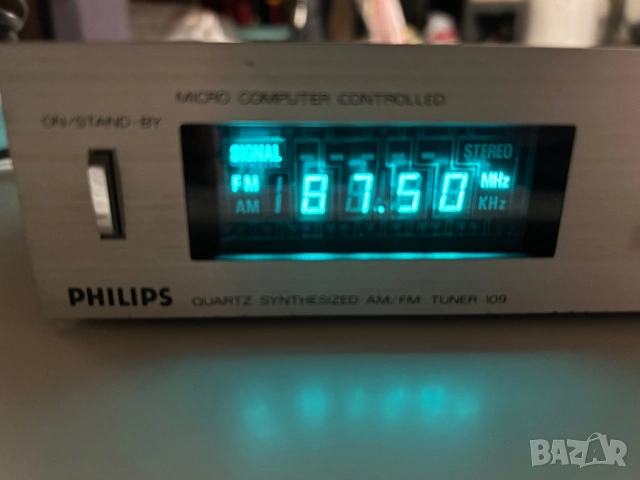 MICRO COMPUTER CONTROLLED
ON/STAND-BY
SIGNAL STEREO
FM 87.50 MHz
AM KHz
PHILIPS QUARTZ SYNTHESIZED AM/FM TUNER 109
BAZAR